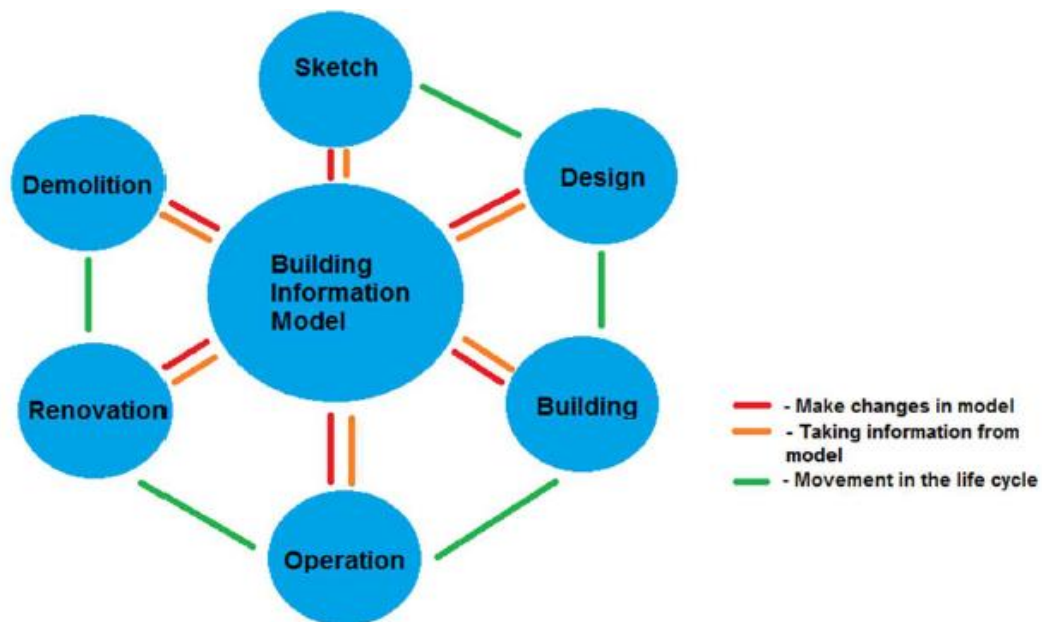 Sketch
Design
Demolition
Building
Information
Model
Renovation
Building
Operation
- Make changes in model
- Taking information from
model
- Movement in the life cycle